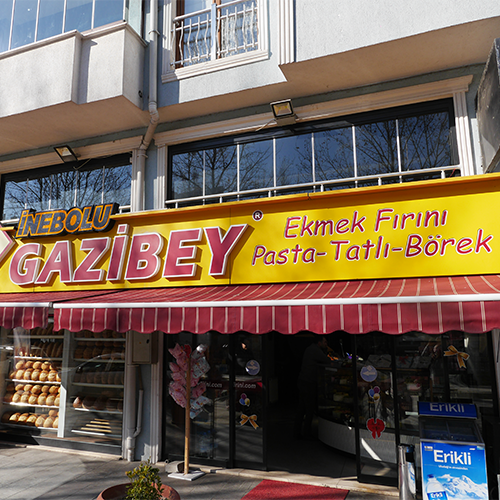 İNEBOLU
GAZİBEY ®
Ekmek Fırını
Pasta-Tatlı-Börek
Erikli
Erikli